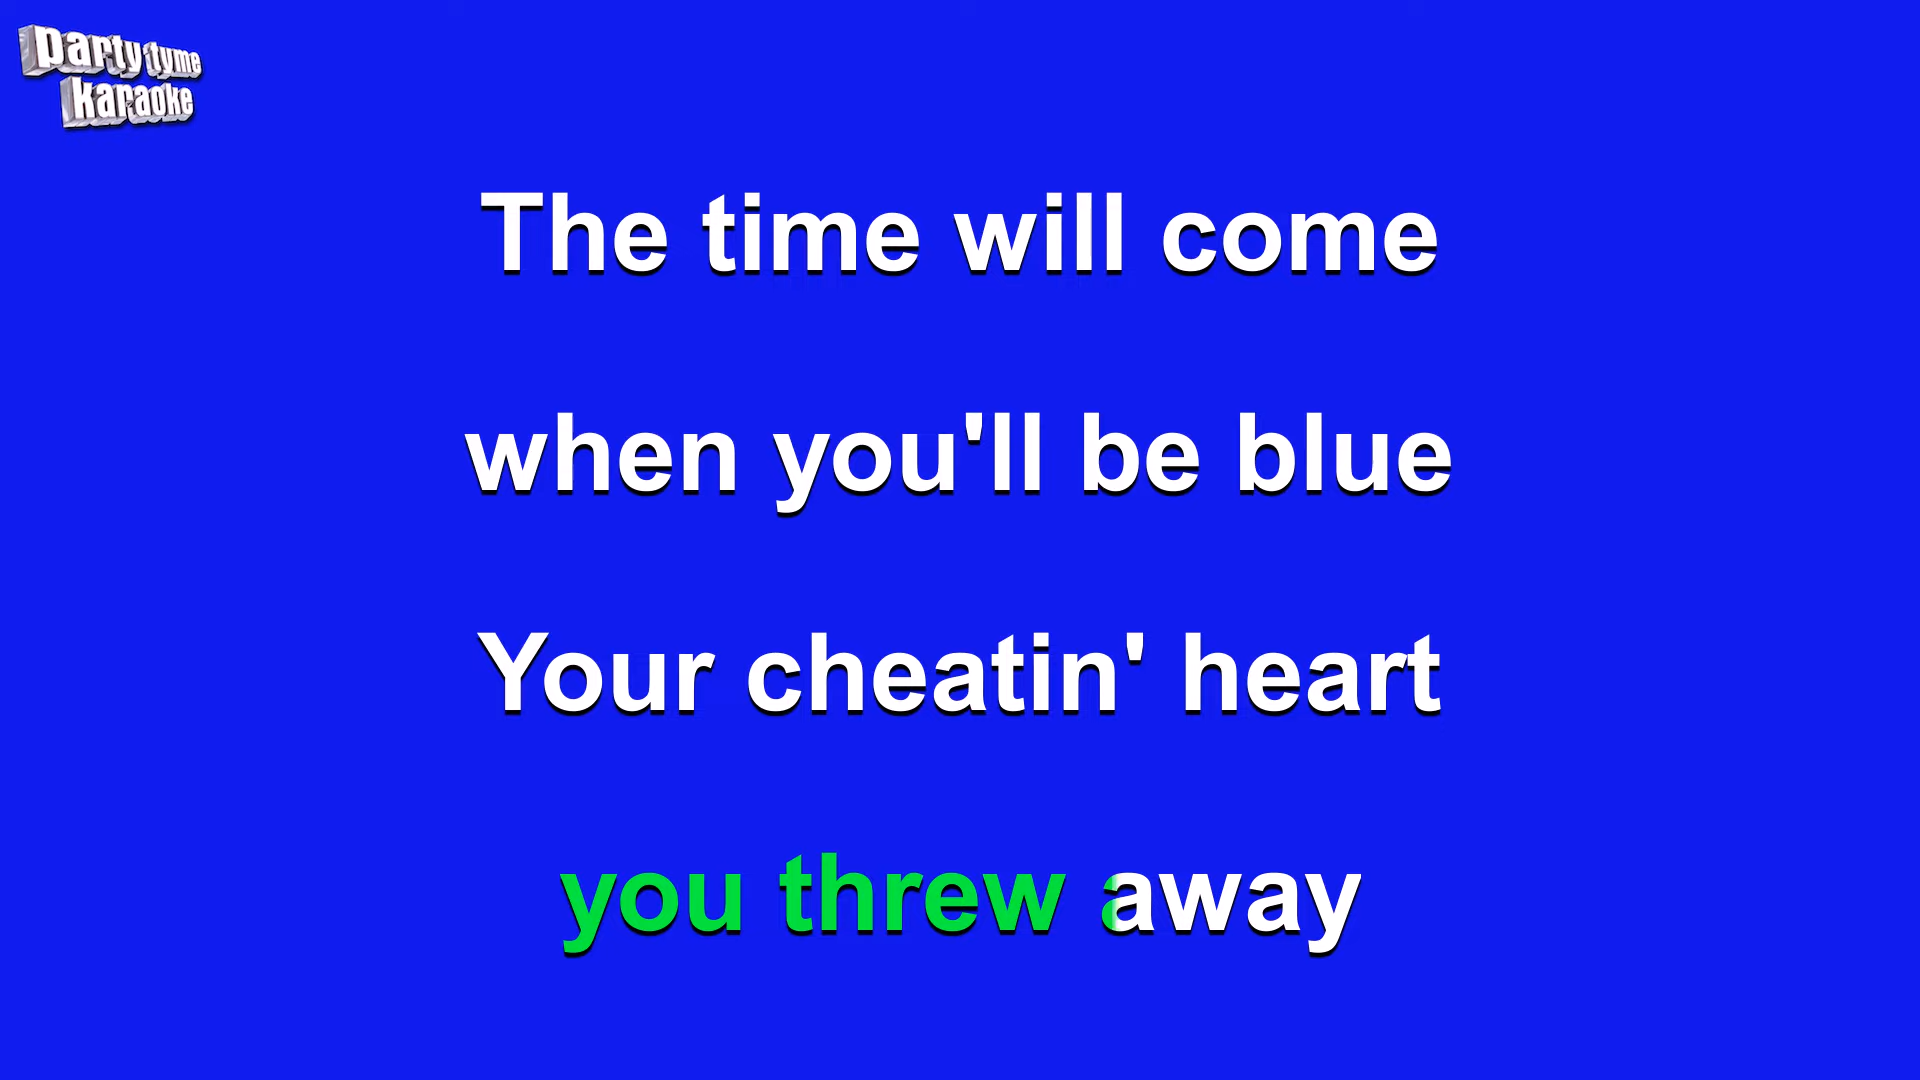 party tyme
karaoke
The time will come
when you'll be blue
Your cheatin' heart
you threw away